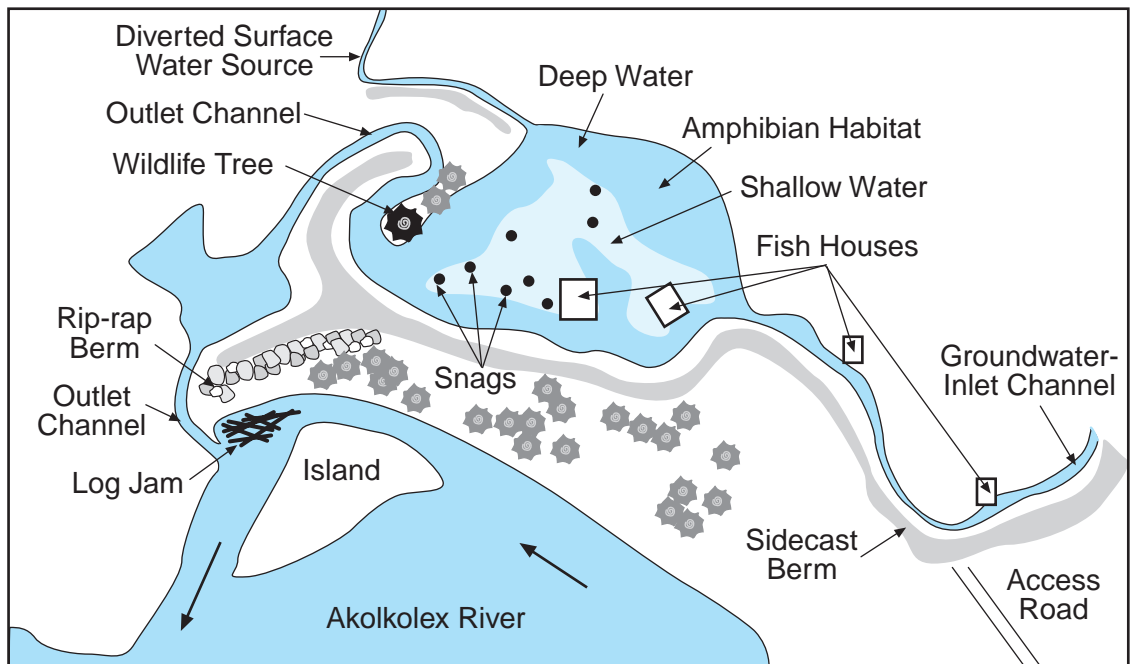 Diverted Surface
Water Source
Deep Water
Outlet Channel
Amphibian Habitat
Wildlife Tree
Shallow Water
Fish Houses
Rip-rap
Berm
Groundwater-
Inlet Channel
Snags
Outlet
Channel
Log Jam
Island
Sidecast
Berm
Access
Road
Akolkolex River